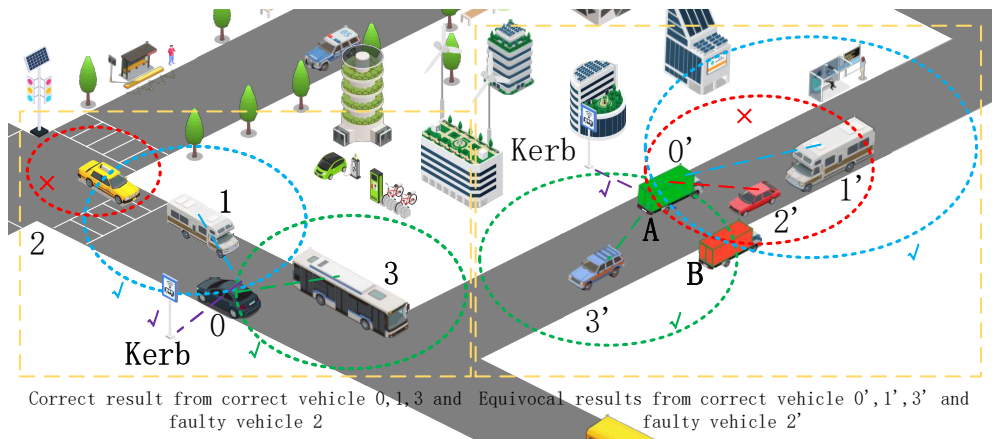 Kerb
0'
1'
A
2'
1
2
B
3
3'
0
Kerb
Correct result from correct vehicle 0,1,3 and
faulty vehicle 2
Equivocal results from correct vehicle 0',1',3' and
faulty vehicle 2'